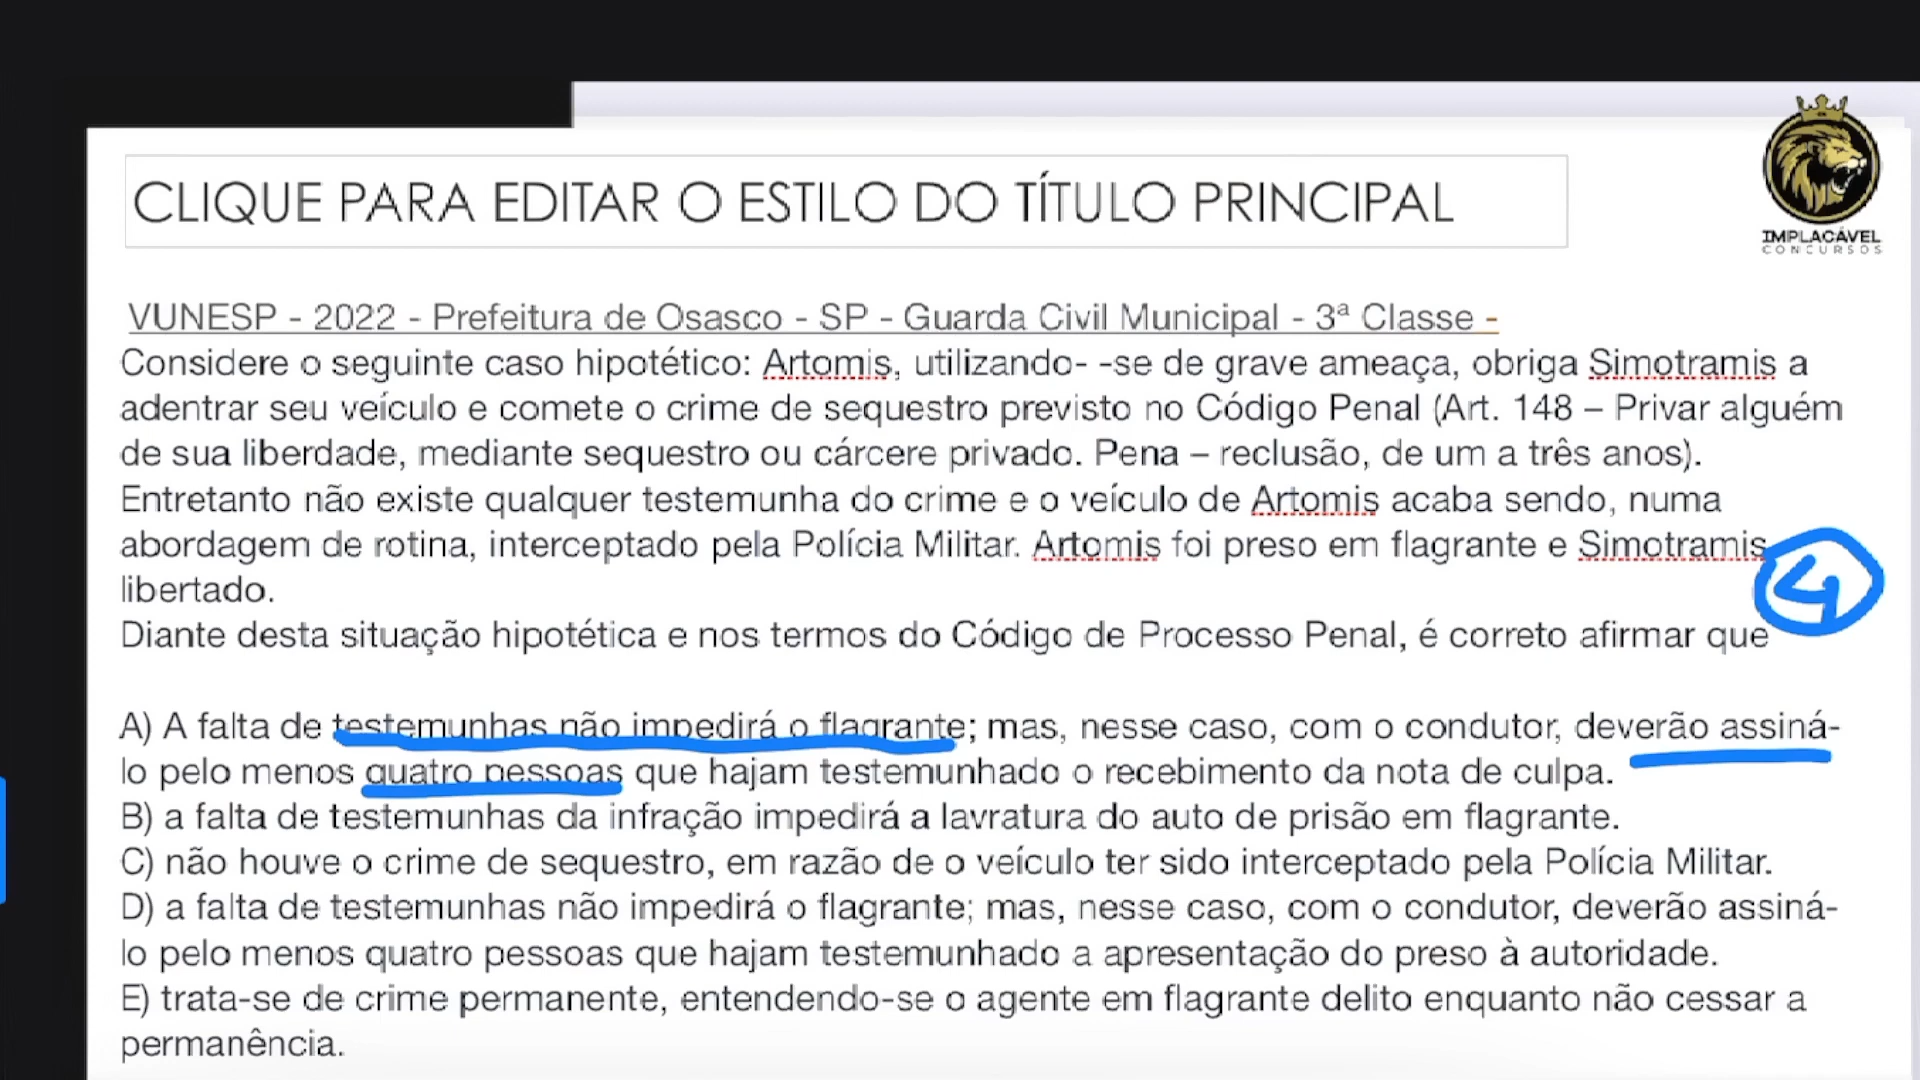 CLIQUE PARA EDITAR O ESTILO DO TÍTULO PRINCIPAL
IMPLACÁVEL
CONCURSOS
VUNESP - 2022 - Prefeitura de Osasco - SP - Guarda Civil Municipal - 3ª Classe -
Considere o seguinte caso hipotético: Artomis, utilizando- -se de grave ameaça, obriga Simotramis a
adentrar seu veículo e comete o crime de sequestro previsto no Código Penal (Art. 148 – Privar alguém
de sua liberdade, mediante sequestro ou cárcere privado. Pena – reclusão, de um a três anos).
Entretanto não existe qualquer testemunha do crime e o veículo de Artomis acaba sendo, numa
abordagem de rotina, interceptado pela Polícia Militar. Artomis foi preso em flagrante e Simotramis
libertado.
4
Diante desta situação hipotética e nos termos do Código de Processo Penal, é correto afirmar que
A) A falta de testemunhas não impedirá o flagrante; mas, nesse caso, com o condutor, deverão assiná-
lo pelo menos quatro pessoas que hajam testemunhado o recebimento da nota de culpa.
B) a falta de testemunhas da infração impedirá a lavratura do auto de prisão em flagrante.
C) não houve o crime de sequestro, em razão de o veículo ter sido interceptado pela Polícia Militar.
D) a falta de testemunhas não impedirá o flagrante; mas, nesse caso, com o condutor, deverão assiná-
lo pelo menos quatro pessoas que hajam testemunhado a apresentação do preso à autoridade.
E) trata-se de crime permanente, entendendo-se o agente em flagrante delito enquanto não cessar a
permanência.